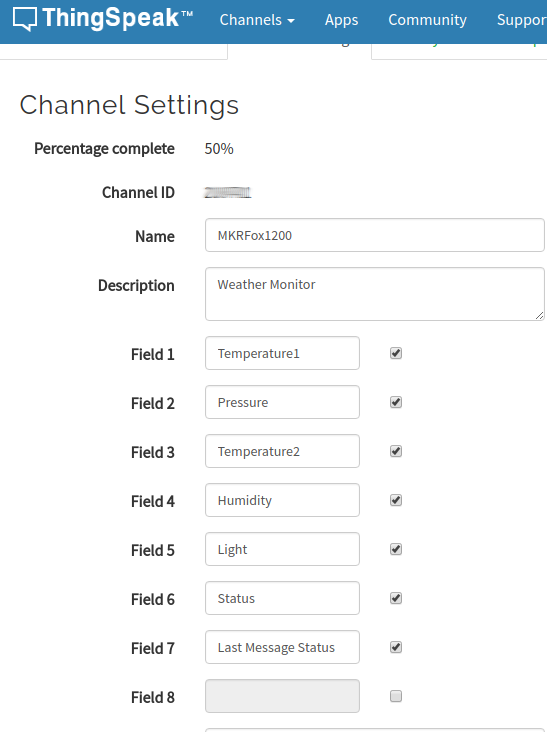 ThingSpeak™ Channels Apps Community Suppor
Channel Settings
Percentage complete 50%
Channel ID
Name MKRFox1200
Description Weather Monitor
Field 1 Temperature1
Field 2 Pressure
Field 3 Temperature2
Field 4 Humidity
Field 5 Light
Field 6 Status
Field 7 Last Message Status
Field 8